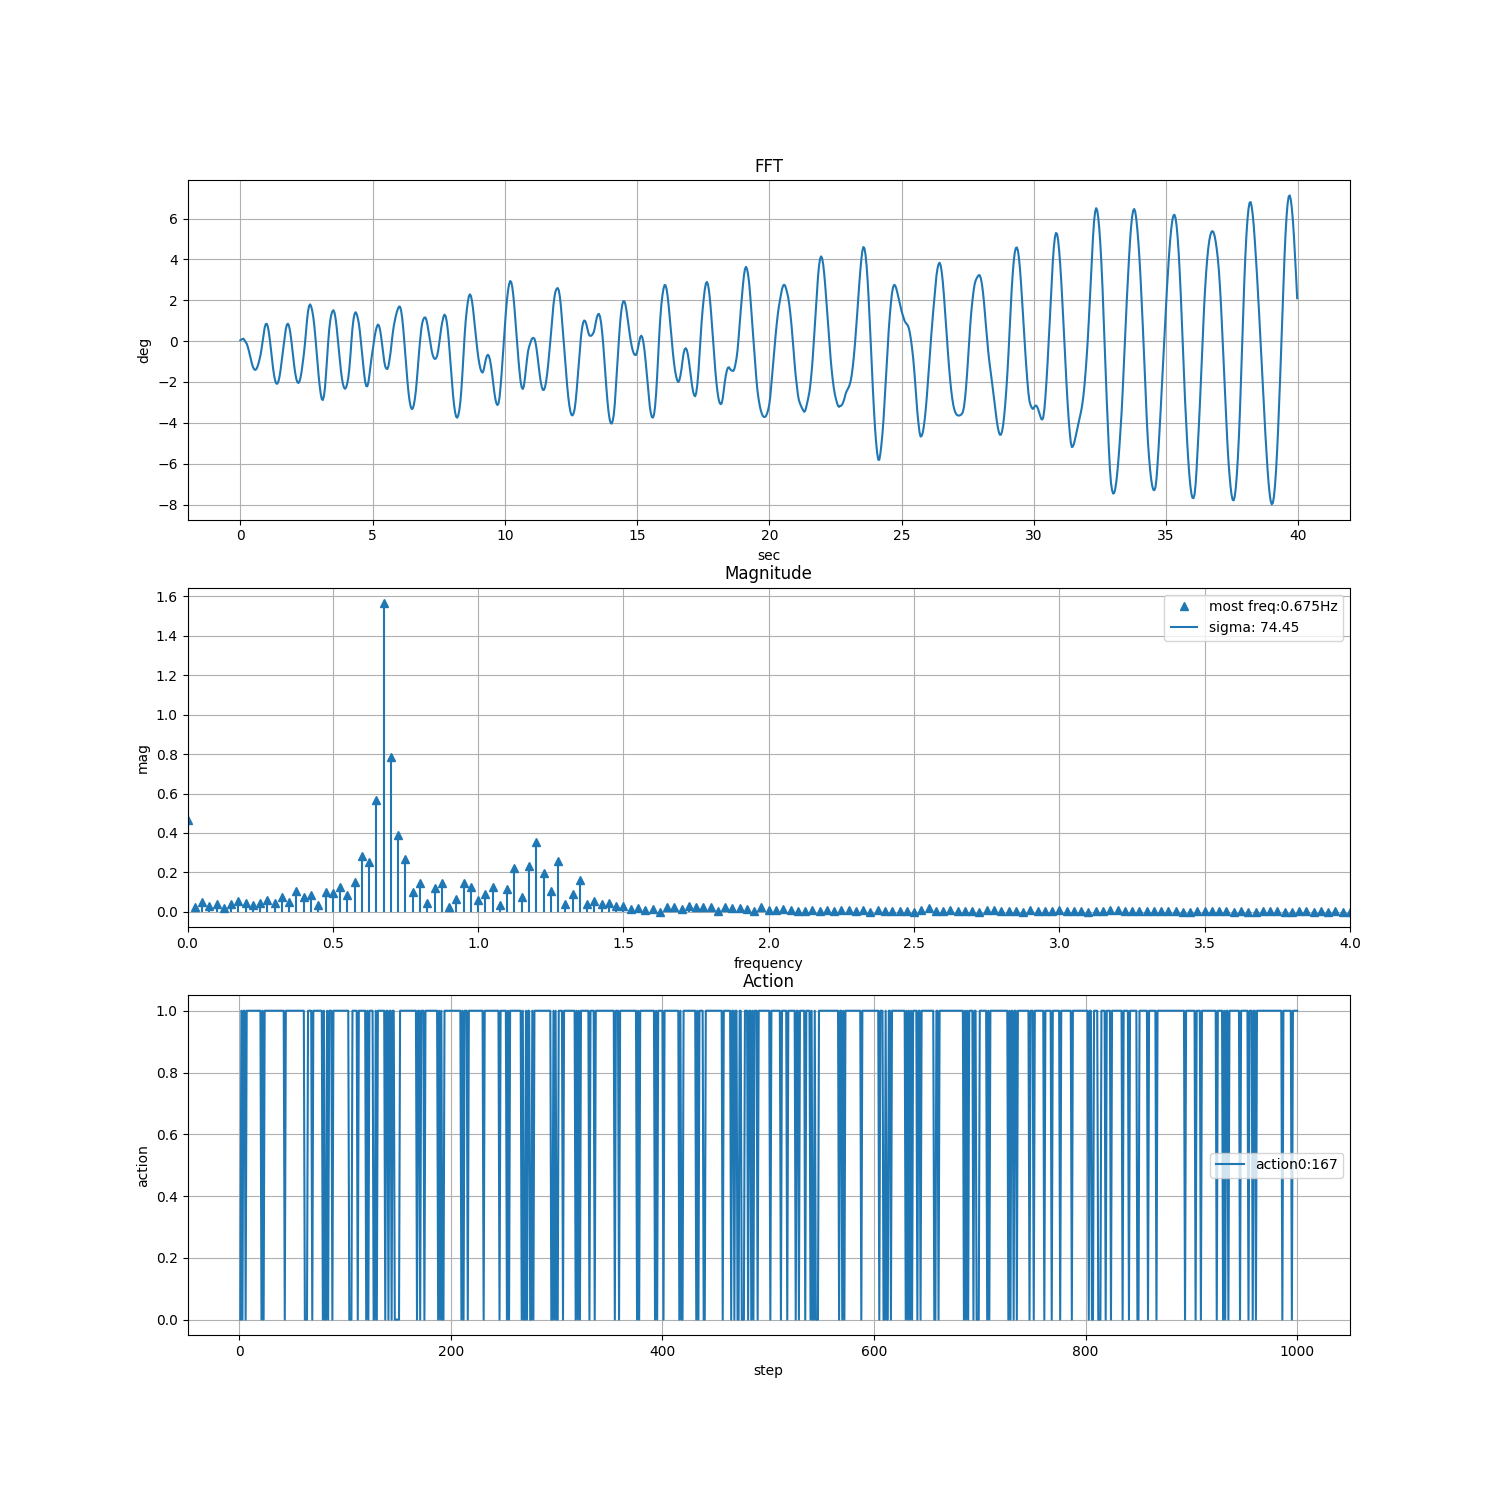 FFT
6
4
2
0
−2
−4
−6
−8
deg
0 5 10 15 20 25 30 35 40
sec
Magnitude
1.6
1.4
1.2
1.0
0.8
0.6
0.4
0.2
0.0
mag
most freq:0.675Hz
sigma: 74.45
0.0 0.5 1.0 1.5 2.0 2.5 3.0 3.5 4.0
frequency
Action
1.0
0.8
0.6
0.4
0.2
0.0
action
action0:167
0 200 400 600 800 1000
step